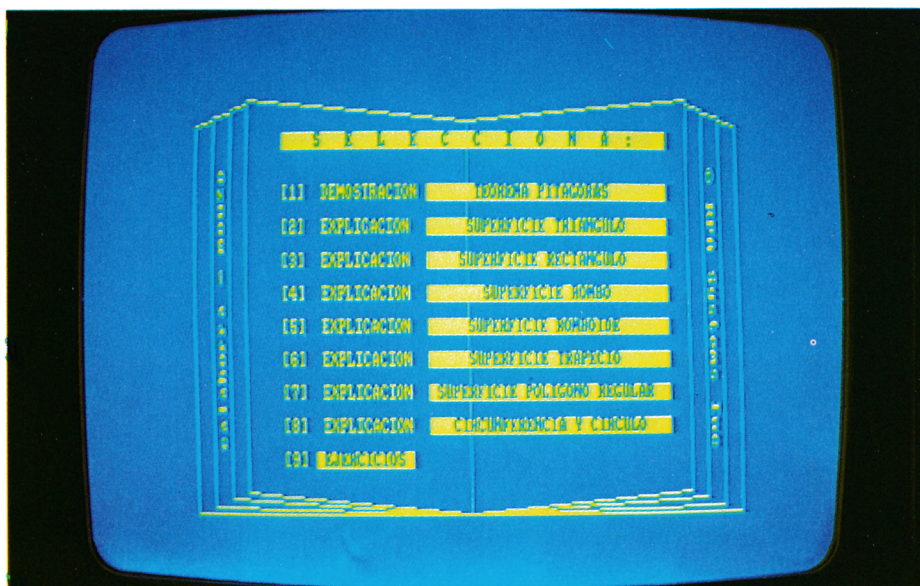 S E L E C C I O N A :
[1] DEMOSTRACION TEOREMA PITAGORAS
[2] EXPLICACION SUPERFICIE TRIANGULO
[3] EXPLICACION SUPERFICIE RECTANGULO
[4] EXPLICACION SUPERFICIE ROMBO
[5] EXPLICACION SUPERFICIE ROMBOIDE
[6] EXPLICACION SUPERFICIE TRAPECIO
[7] EXPLICACION SUPERFICIE POLIGONO REGULAR
[8] EXPLICACION CIRCUNFERENCIA Y CIRCULO
[9] EJERCICIOS